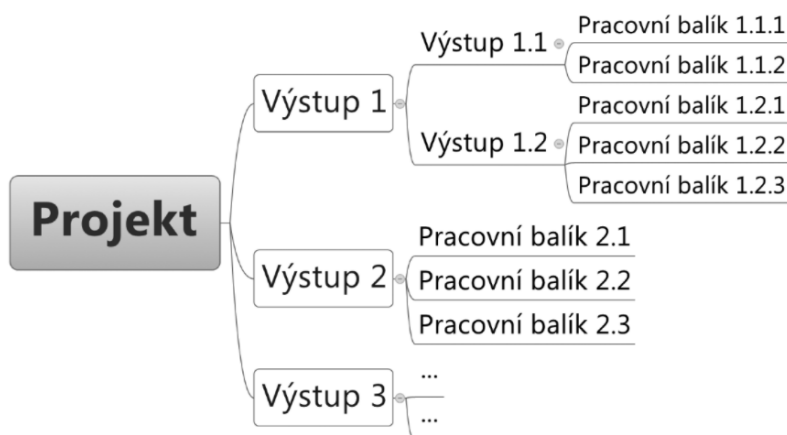 Projekt
Výstup 1
Výstup 1.1
Pracovní balík 1.1.1
Pracovní balík 1.1.2
Výstup 1.2
Pracovní balík 1.2.1
Pracovní balík 1.2.2
Pracovní balík 1.2.3
Výstup 2
Pracovní balík 2.1
Pracovní balík 2.2
Pracovní balík 2.3
Výstup 3
...
...